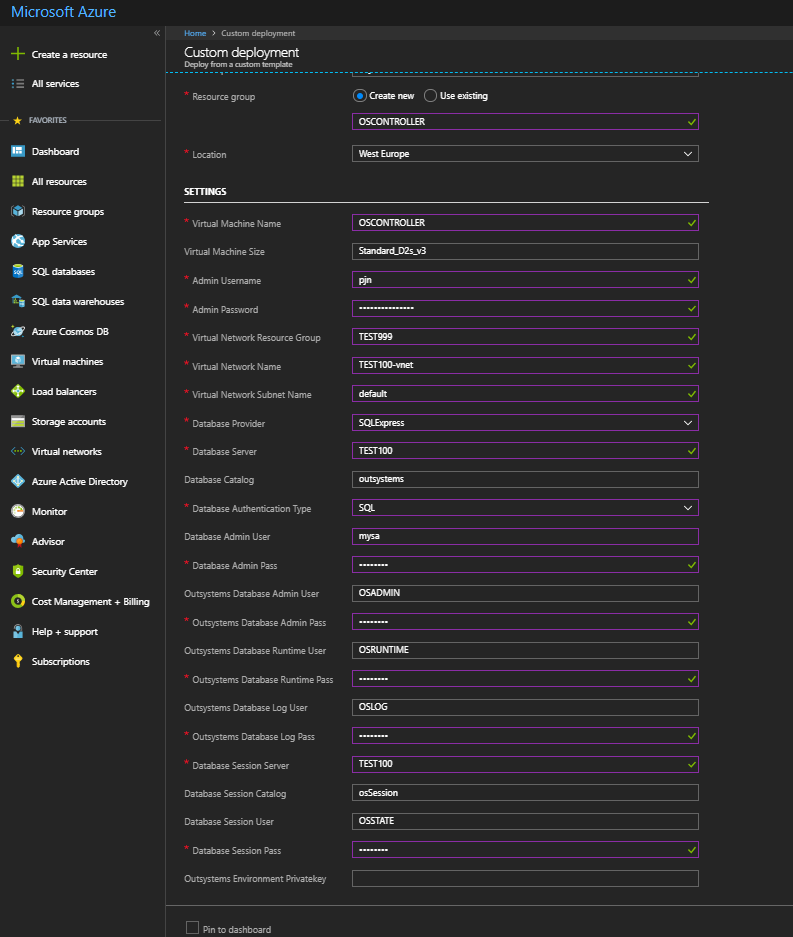 Microsoft Azure
«
Create a resource
All services
FAVORITES
Dashboard
All resources
Resource groups
App Services
SQL databases
SQL data warehouses
Azure Cosmos DB
Virtual machines
Load balancers
Storage accounts
Virtual networks
Azure Active Directory
Monitor
Advisor
Security Center
Cost Management + Billing
Help + support
Subscriptions
Home > Custom deployment
Custom deployment
Deploy from a custom template
* Resource group Create new Use existing
OSCONTROLLER
* Location West Europe
SETTINGS
* Virtual Machine Name OSCONTROLLER
Virtual Machine Size Standard_D2s_v3
* Admin Username pjn
* Admin Password •••••••••••••••
* Virtual Network Resource Group TEST999
* Virtual Network Name TEST100-vnet
* Virtual Network Subnet Name default
* Database Provider SQLExpress
* Database Server TEST100
Database Catalog outsystems
* Database Authentication Type SQL
Database Admin User mysa
* Database Admin Pass ••••••••
Outsystems Database Admin User OSADMIN
* Outsystems Database Admin Pass ••••••••
Outsystems Database Runtime User OSRUNTIME
* Outsystems Database Runtime Pass ••••••••
Outsystems Database Log User OSLOG
* Outsystems Database Log Pass ••••••••
* Database Session Server TEST100
Database Session Catalog osSession
Database Session User OSSTATE
* Database Session Pass ••••••••
Outsystems Environment Privatekey
Pin to dashboard